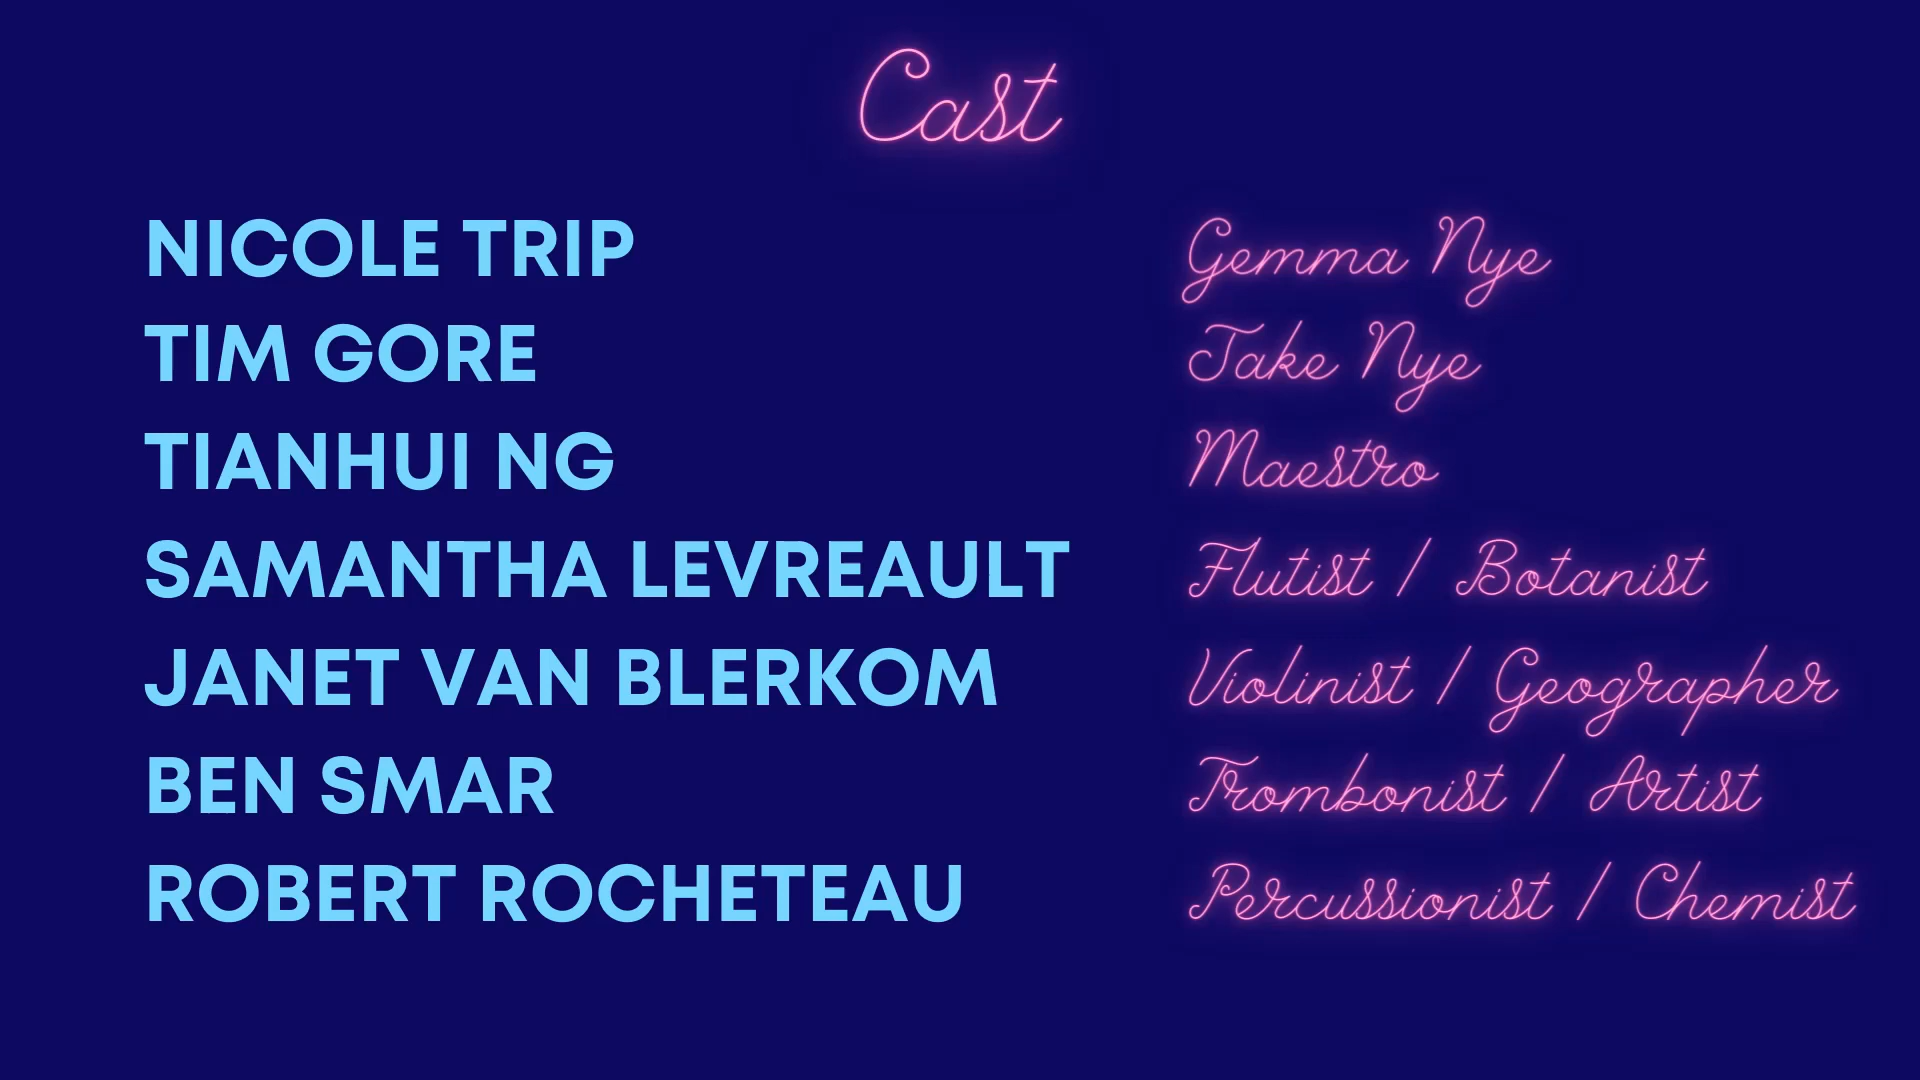 Cast
NICOLE TRIP Gemma Nye
TIM GORE Jake Nye
TIANHUI NG Maestro
SAMANTHA LEVREAULT Flutist / Botanist
JANET VAN BLERKOM Violinist / Geographer
BEN SMAR Trombonist / Artist
ROBERT ROCHETEAU Percussionist / Chemist